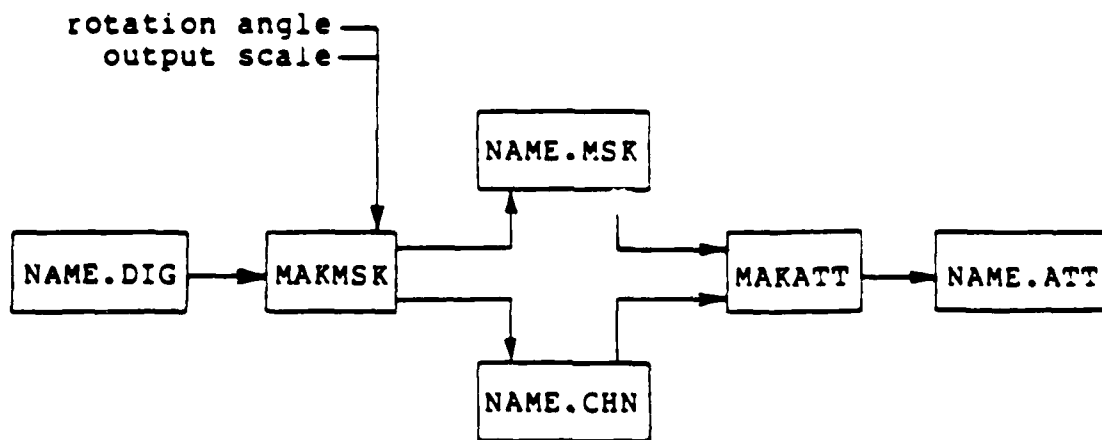 rotation angle
output scale
NAME.MSK
NAME.DIG
MAKMSK
MAKATT
NAME.ATT
NAME.CHN